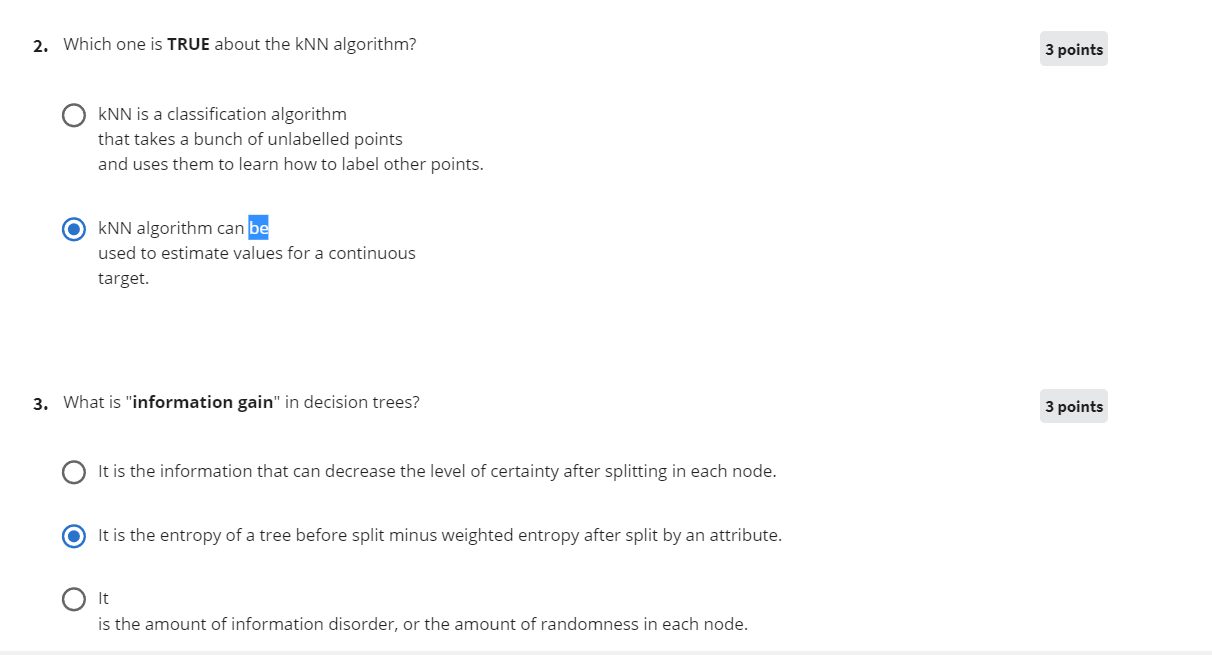 2. Which one is TRUE about the kNN algorithm?
3 points
kNN is a classification algorithm
that takes a bunch of unlabelled points
and uses them to learn how to label other points.
kNN algorithm can be
used to estimate values for a continuous
target.
3. What is "information gain" in decision trees?
3 points
It is the information that can decrease the level of certainty after splitting in each node.
It is the entropy of a tree before split minus weighted entropy after split by an attribute.
It
is the amount of information disorder, or the amount of randomness in each node.